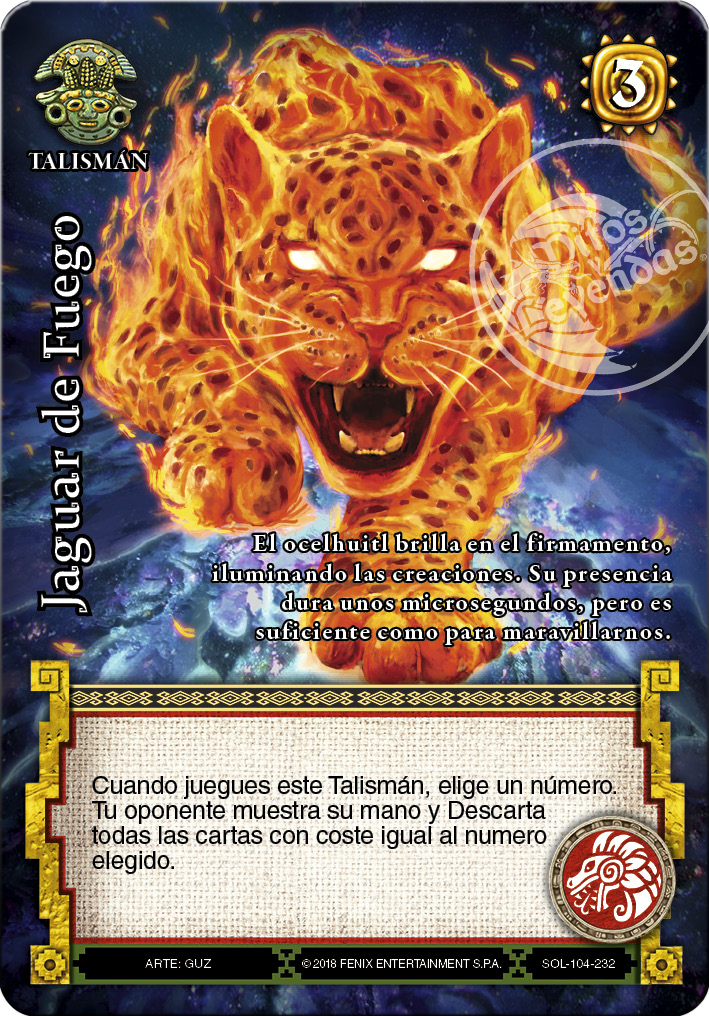 TALISMÁN
3
Mitos
y
Leyendas
Jaguar de Fuego
El ocelhuitl brilla en el firmamento,
iluminando las creaciones. Su presencia
dura unos microsegundos, pero es
suficiente como para maravillarnos.
Cuando juegues este Talismán, elige un número.
Tu oponente muestra su mano y Descarta
todas las cartas con coste igual al numero
elegido.
ARTE: GUZ
© 2018 FENIX ENTERTAINMENT S.P.A.
SOL-104-232